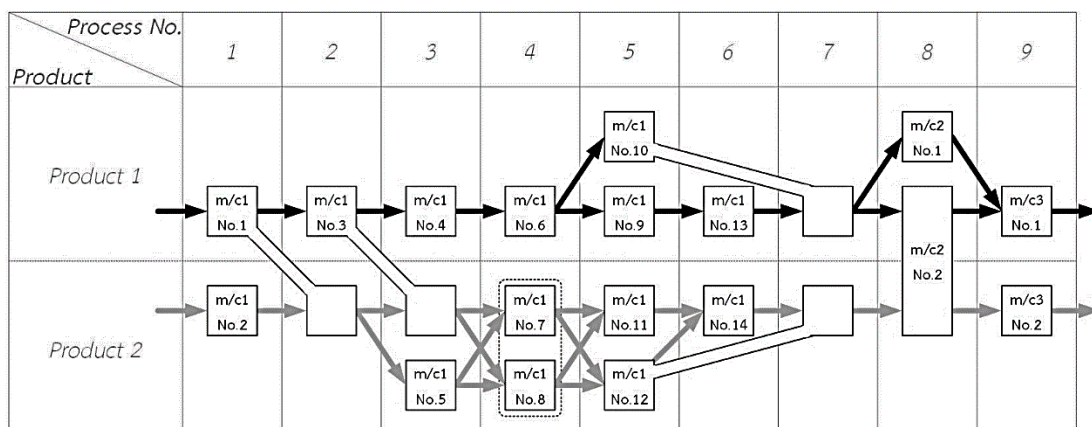 Process No.
Product
1 2 3 4 5 6 7 8 9
Product 1
m/c1
No.10
m/c2
No.1
m/c1
No.1
m/c1
No.3
m/c1
No.4
m/c1
No.6
m/c1
No.9
m/c1
No.13
m/c3
No.1
m/c2
No.2
Product 2
m/c1
No.2
m/c1
No.7
m/c1
No.11
m/c1
No.14
m/c3
No.2
m/c1
No.5
m/c1
No.8
m/c1
No.12